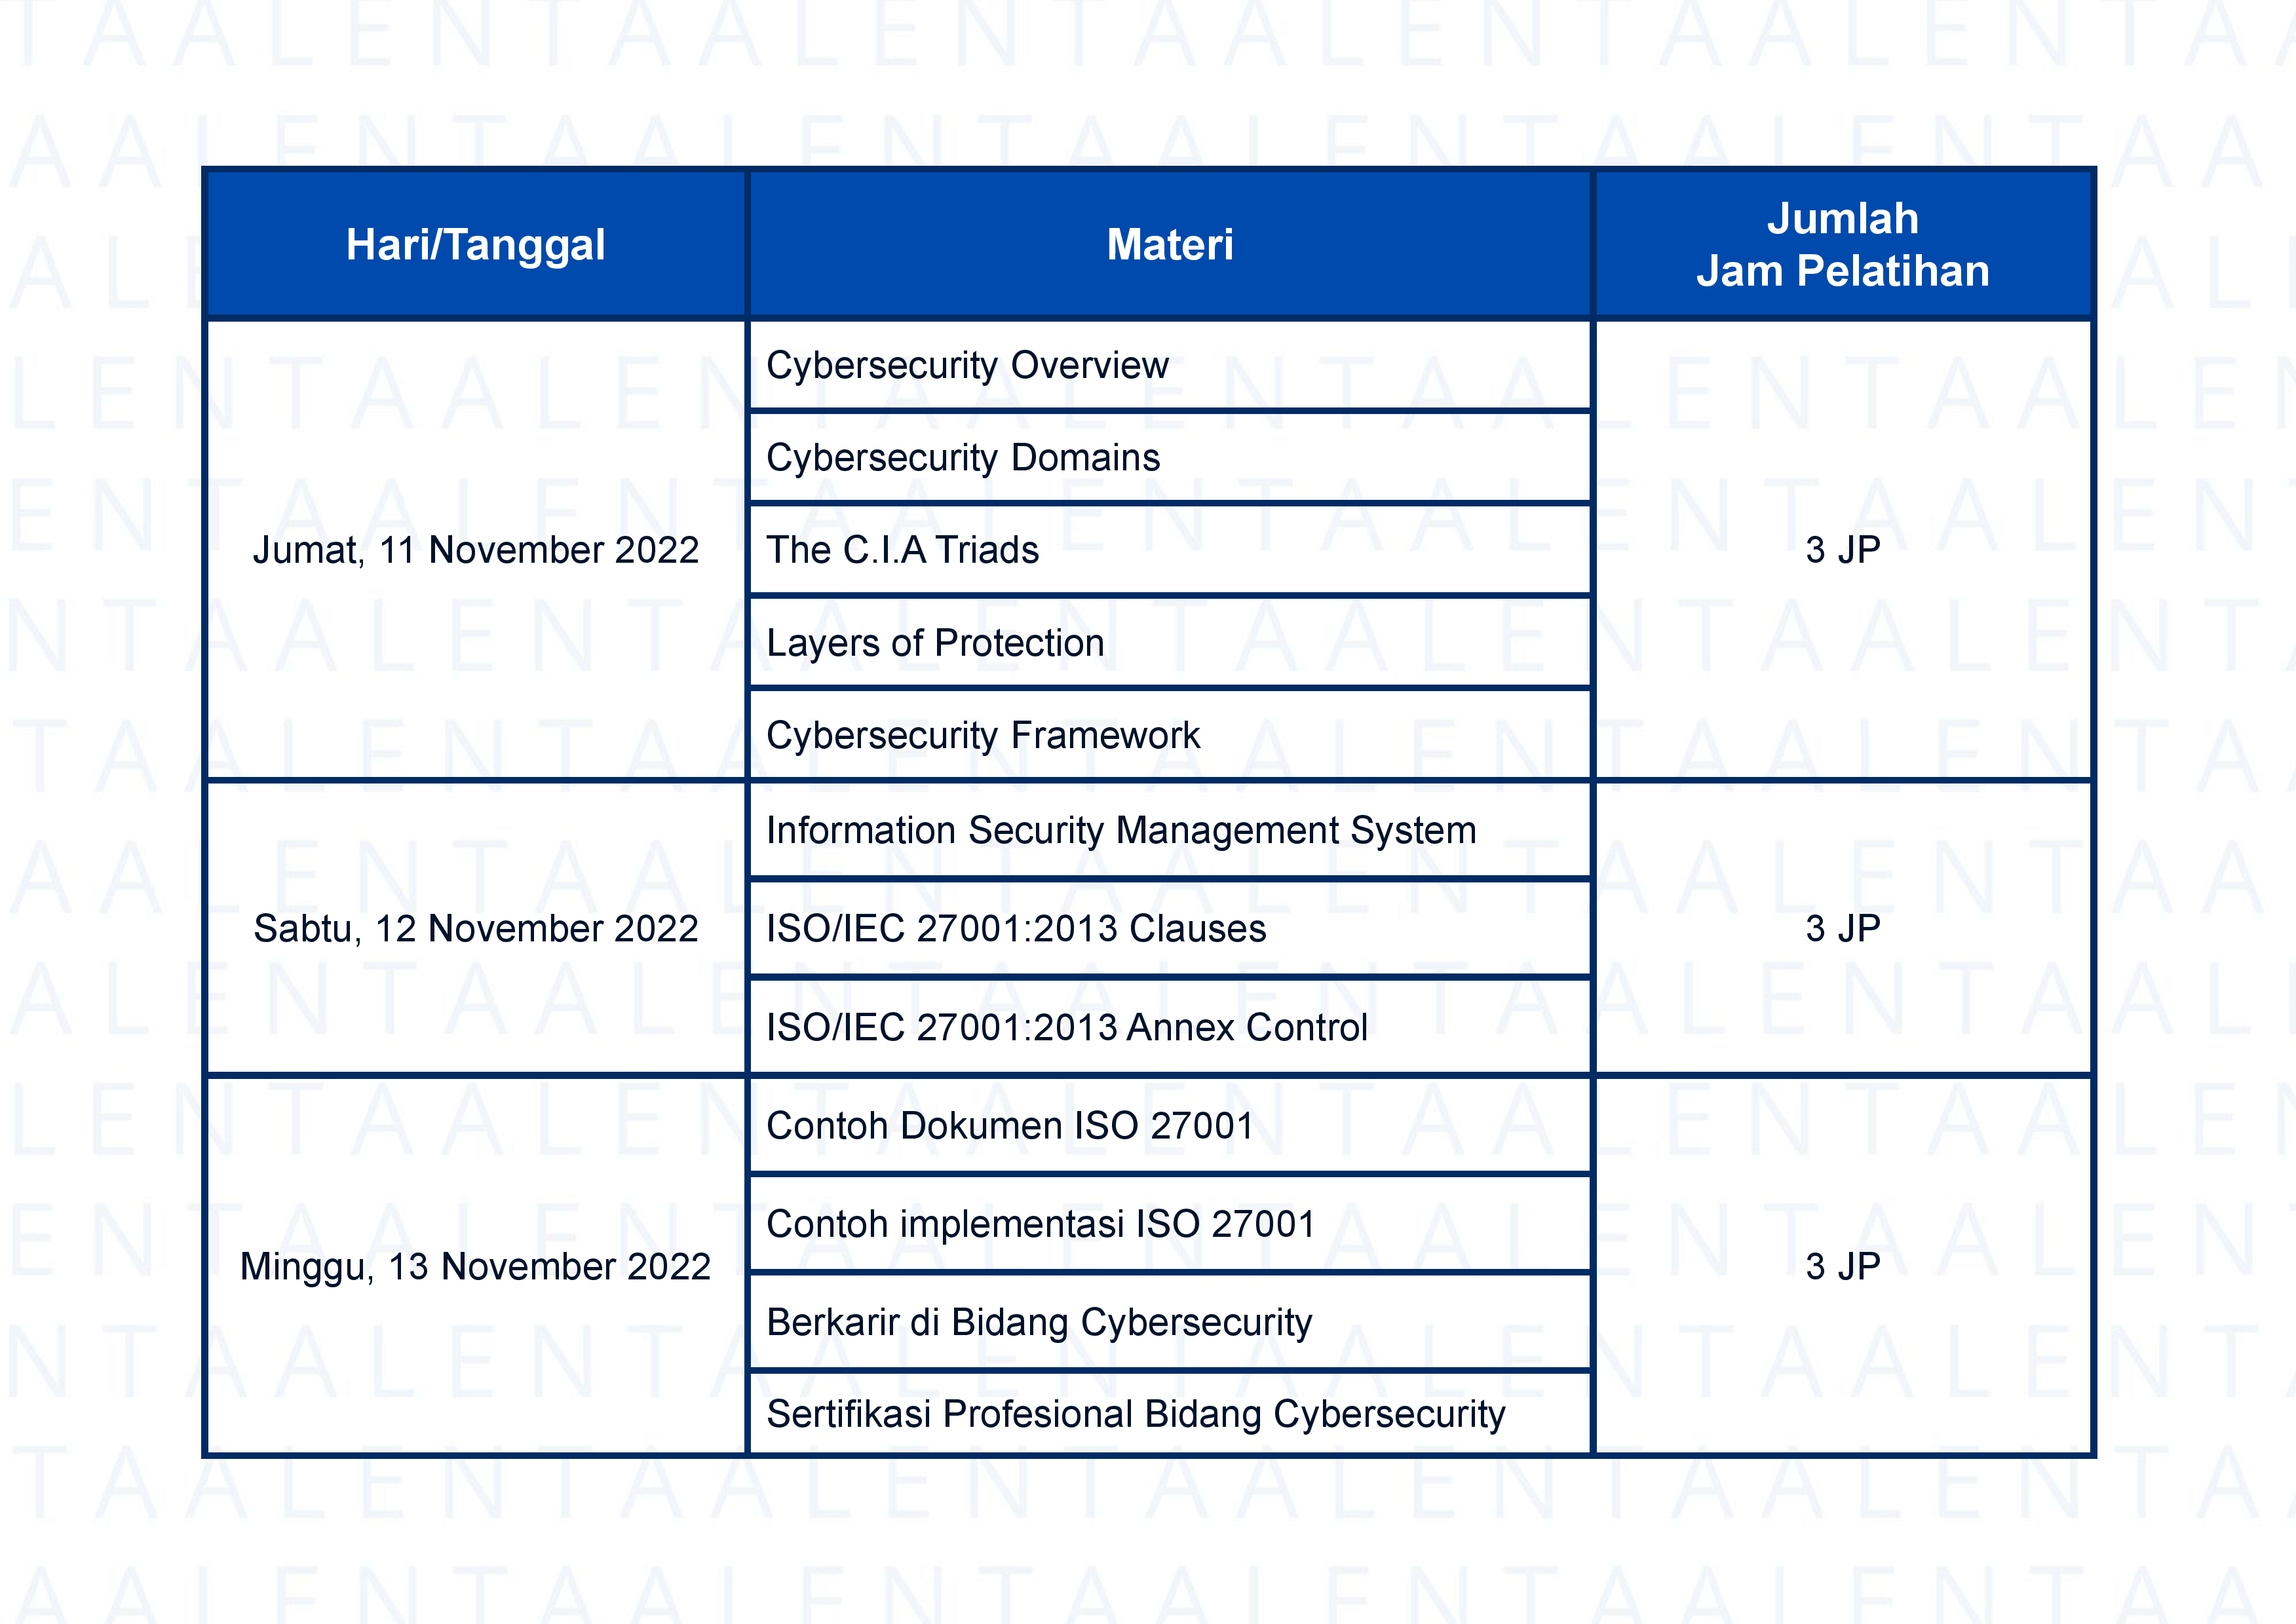 Hari/Tanggal
Materi
Jumlah
Jam Pelatihan
Jumat, 11 November 2022
Cybersecurity Overview
Cybersecurity Domains
The C.I.A Triads
Layers of Protection
Cybersecurity Framework
3 JP
Sabtu, 12 November 2022
Information Security Management System
ISO/IEC 27001:2013 Clauses
ISO/IEC 27001:2013 Annex Control
3 JP
Minggu, 13 November 2022
Contoh Dokumen ISO 27001
Contoh implementasi ISO 27001
Berkarir di Bidang Cybersecurity
Sertifikasi Profesional Bidang Cybersecurity
3 JP